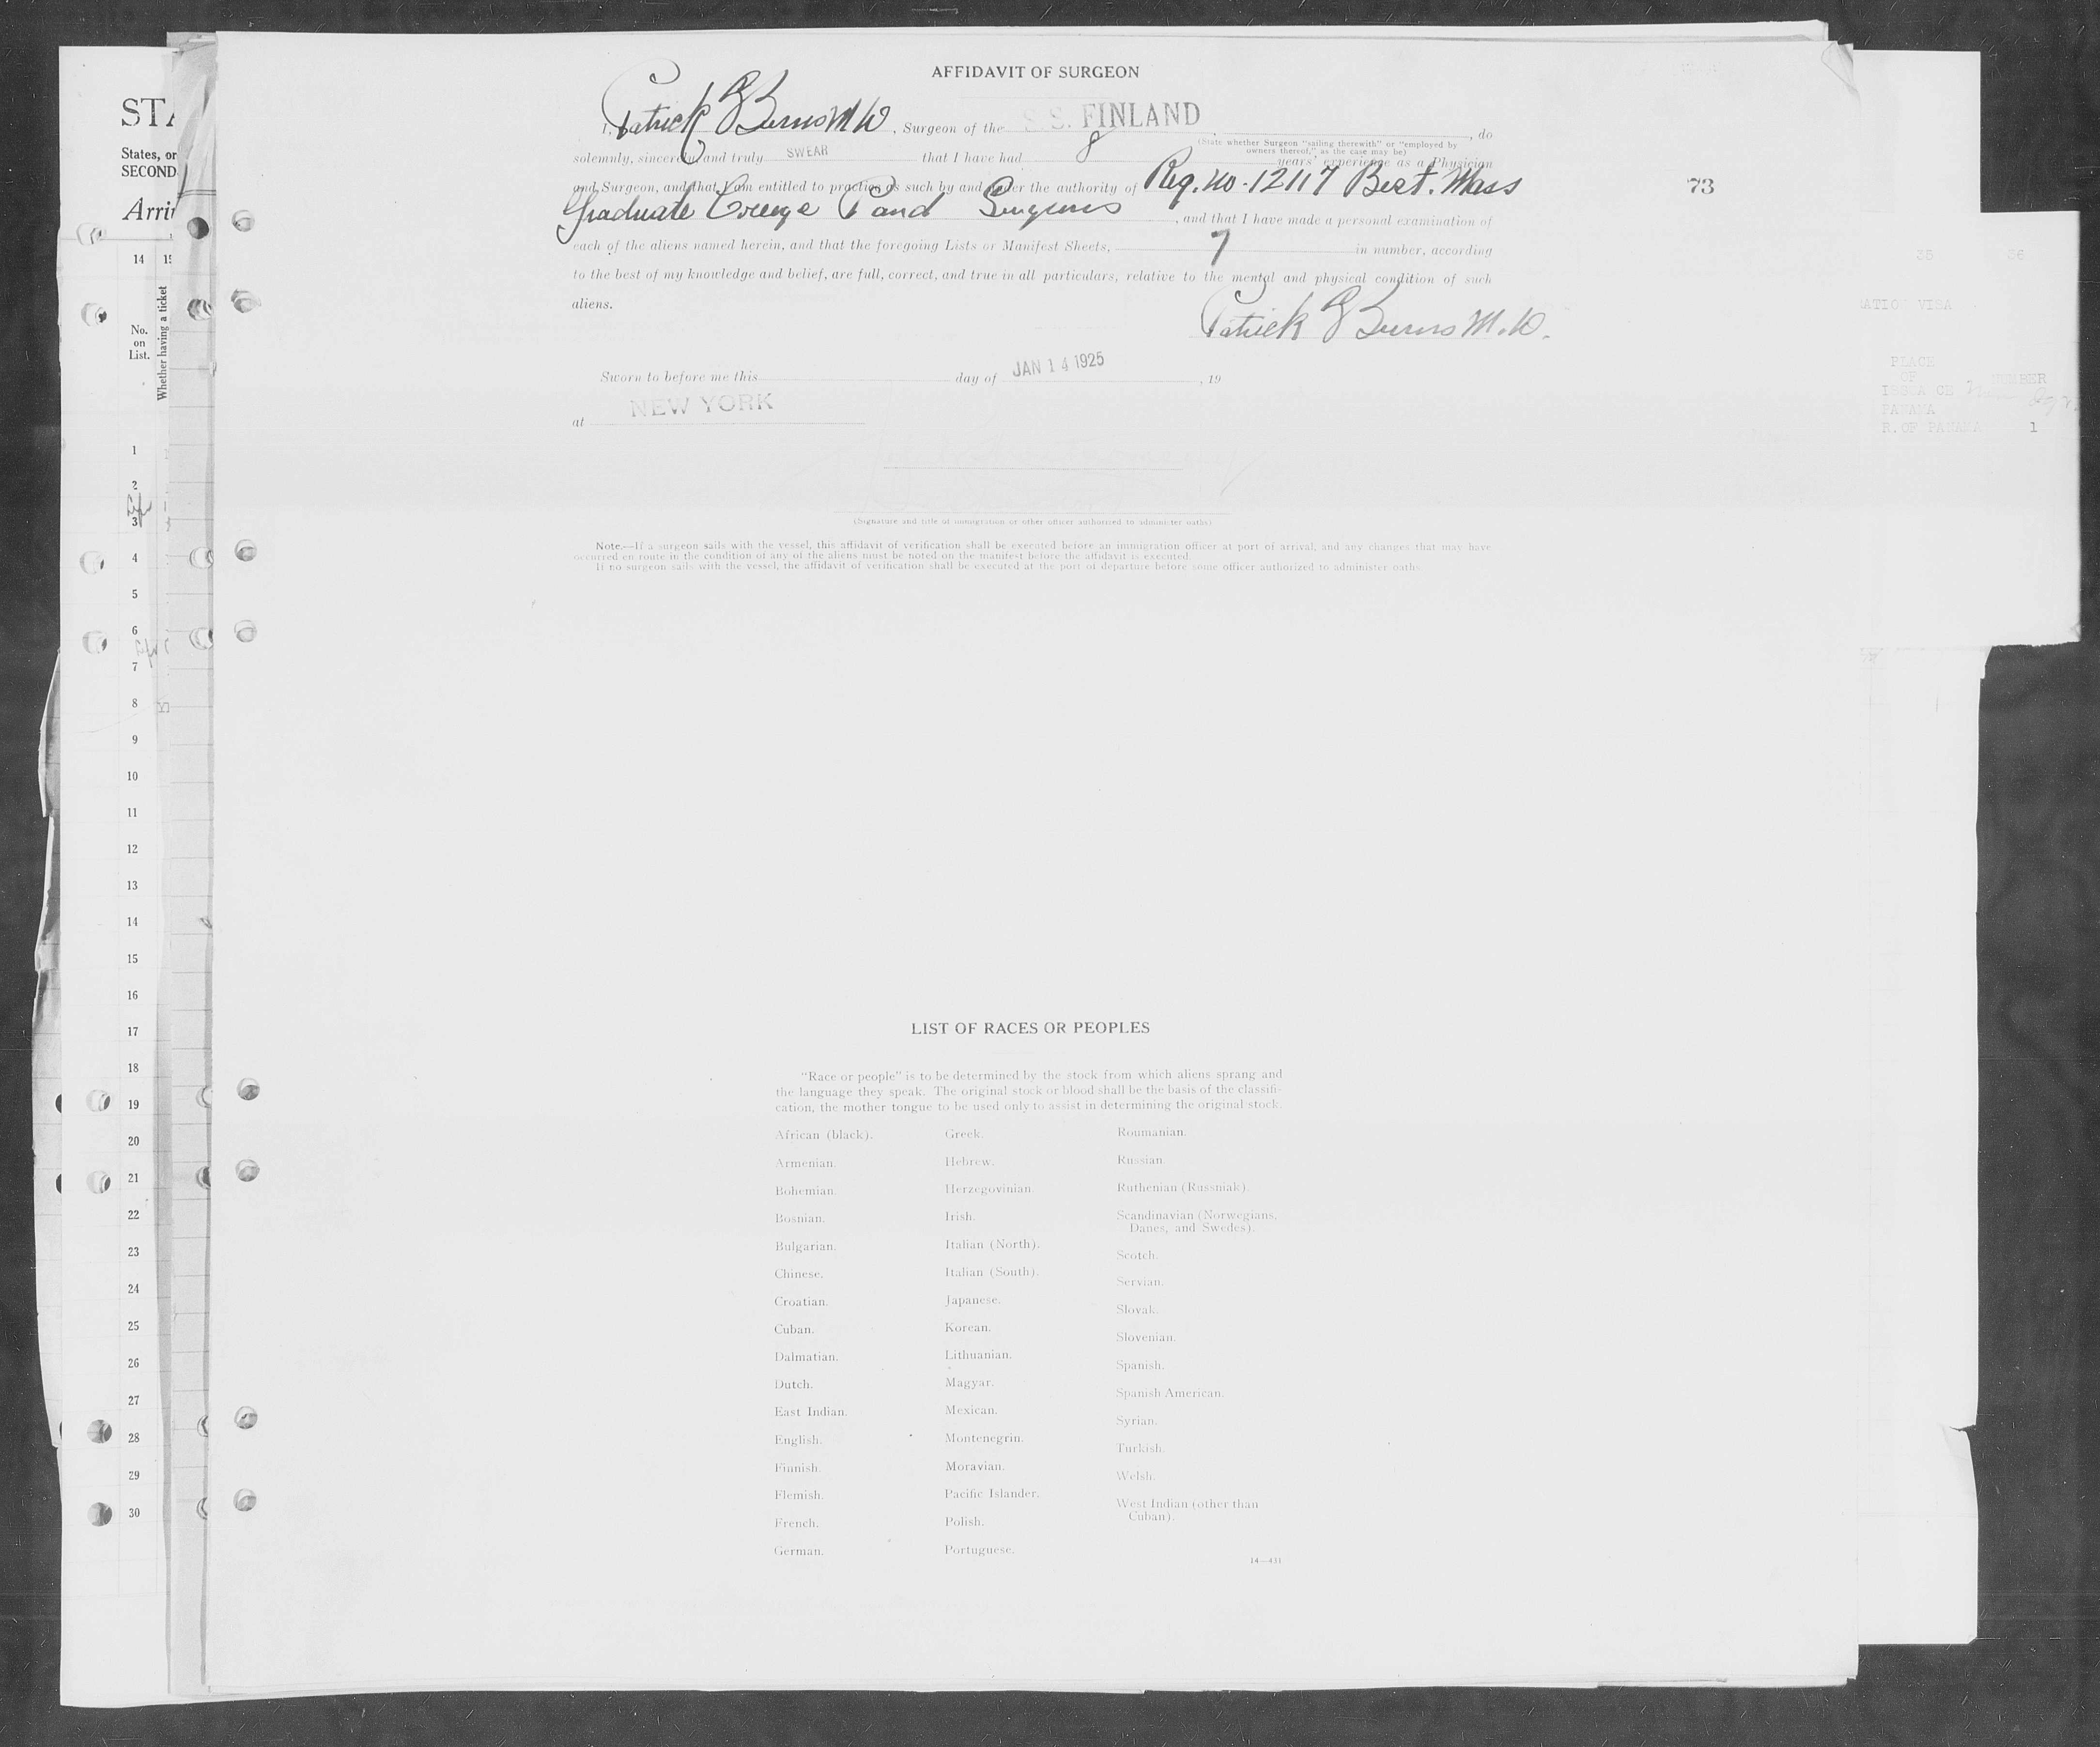 AFFIDAVIT OF SURGEON
I, Patrick G Burns M D, Surgeon of the S. S. FINLAND, do
(State whether Surgeon "sailing therewith" or "employed by
owners thereof," as the case may be)
solemnly, sincerely, and truly SWEAR that I have had 8 years' experience as a Physician
and Surgeon, and that I am entitled to practice as such by and under the authority of Reg. no. 12117 Mass
Graduate College P and Surgeons, and that I have made a personal examination of
each of the aliens named herein, and that the foregoing Lists or Manifest Sheets, 7 in number, according
to the best of my knowledge and belief, are full, correct, and true in all particulars, relative to the mental and physical condition of such
aliens.
Patrick G Burns M.D.
Sworn to before me this day of JAN 14 1925, 19
at NEW YORK
(Signature and title of immigration or other officer authorized to administer oaths)
Note.—If a surgeon sails with the vessel, this affidavit of verification shall be executed before an immigration officer at port of arrival, and any changes that may have
occurred en route in the condition of any of the aliens must be noted on the manifest before the affidavit is executed.
If no surgeon sails with the vessel, the affidavit of verification shall be executed at the port of departure before some officer authorized to administer oaths.
73
LIST OF RACES OR PEOPLES
"Race or people" is to be determined by the stock from which aliens sprang and
the language they speak. The original stock or blood shall be the basis of the classifi-
cation, the mother tongue to be used only to assist in determining the original stock.
African (black).
Armenian.
Bohemian.
Bosnian.
Bulgarian.
Chinese.
Croatian.
Cuban.
Dalmatian.
Dutch.
East Indian.
English.
Finnish.
Flemish.
French.
German.
Greek.
Hebrew.
Herzegovinian.
Irish.
Italian (North).
Italian (South).
Japanese.
Korean.
Lithuanian.
Magyar.
Mexican.
Montenegrin.
Moravian.
Pacific Islander.
Polish.
Portuguese.
Roumanian.
Russian.
Ruthenian (Russniak).
Scandinavian (Norwegians,
Danes, and Swedes).
Scotch.
Servian.
Slovak.
Slovenian.
Spanish.
Spanish American.
Syrian.
Turkish.
Welsh.
West Indian (other than
Cuban).
14—431
STA
States, or
SECOND
Arri
14
No.
on
List.
Whether having a ticket
1
2
3
4
5
6
7
8
9
10
11
12
13
14
15
16
17
18
19
20
21
22
23
24
25
26
27
28
29
30
35 36
VISA
PLACE
OF NUMBER
PANAMA
R. OF PANAMA 1